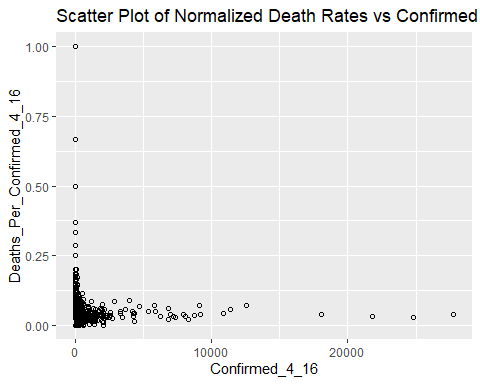 Scatter Plot of Normalized Death Rates vs Confirmed
1.00
0.75
0.50
0.25
0.00
Deaths_Per_Confirmed_4_16
0
10000
20000
Confirmed_4_16